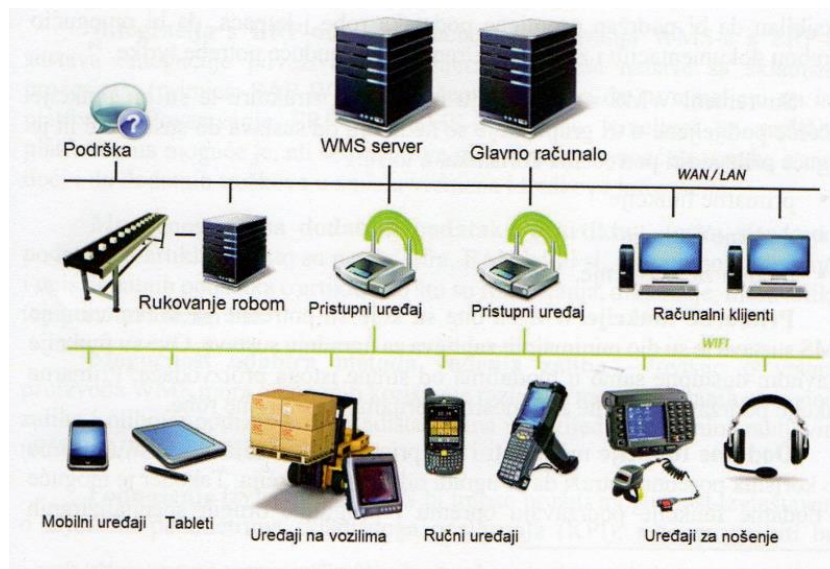 Podrška
WMS server
Glavno računalo
WAN / LAN
Rukovanje robom
Pristupni uređaj
Pristupni uređaj
Računalni klijenti
WIFI
Mobilni uređaji
Tableti
Uređaji na vozilima
Ručni uređaji
Uređaji za nošenje